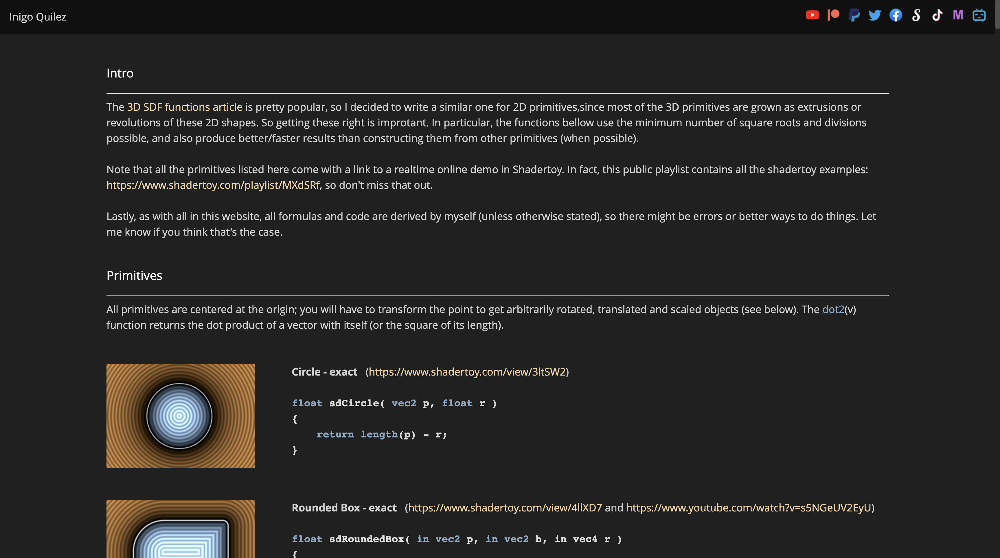 Inigo Quilez
Intro
The 3D SDF functions article is pretty popular, so I decided to write a similar one for 2D primitives,since most of the 3D primitives are grown as extrusions or
revolutions of these 2D shapes. So getting these right is improtant. In particular, the functions bellow use the minimum number of square roots and divisions
possible, and also produce better/faster results than constructing them from other primitives (when possible).
Note that all the primitives listed here come with a link to a realtime online demo in Shadertoy. In fact, this public playlist contains all the shadertoy examples:
https://www.shadertoy.com/playlist/MXdSRf, so don't miss that out.
Lastly, as with all in this website, all formulas and code are derived by myself (unless otherwise stated), so there might be errors or better ways to do things. Let
me know if you think that's the case.
Primitives
All primitives are centered at the origin; you will have to transform the point to get arbitrarily rotated, translated and scaled objects (see below). The dot2(v)
function returns the dot product of a vector with itself (or the square of its length).
Circle - exact (https://www.shadertoy.com/view/3ltSW2)
float sdCircle( vec2 p, float r )
{
return length(p) - r;
}
Rounded Box - exact (https://www.shadertoy.com/view/4llXD7 and https://www.youtube.com/watch?v=s5NGeUV2EyU)
float sdRoundedBox( in vec2 p, in vec2 b, in vec4 r )
{